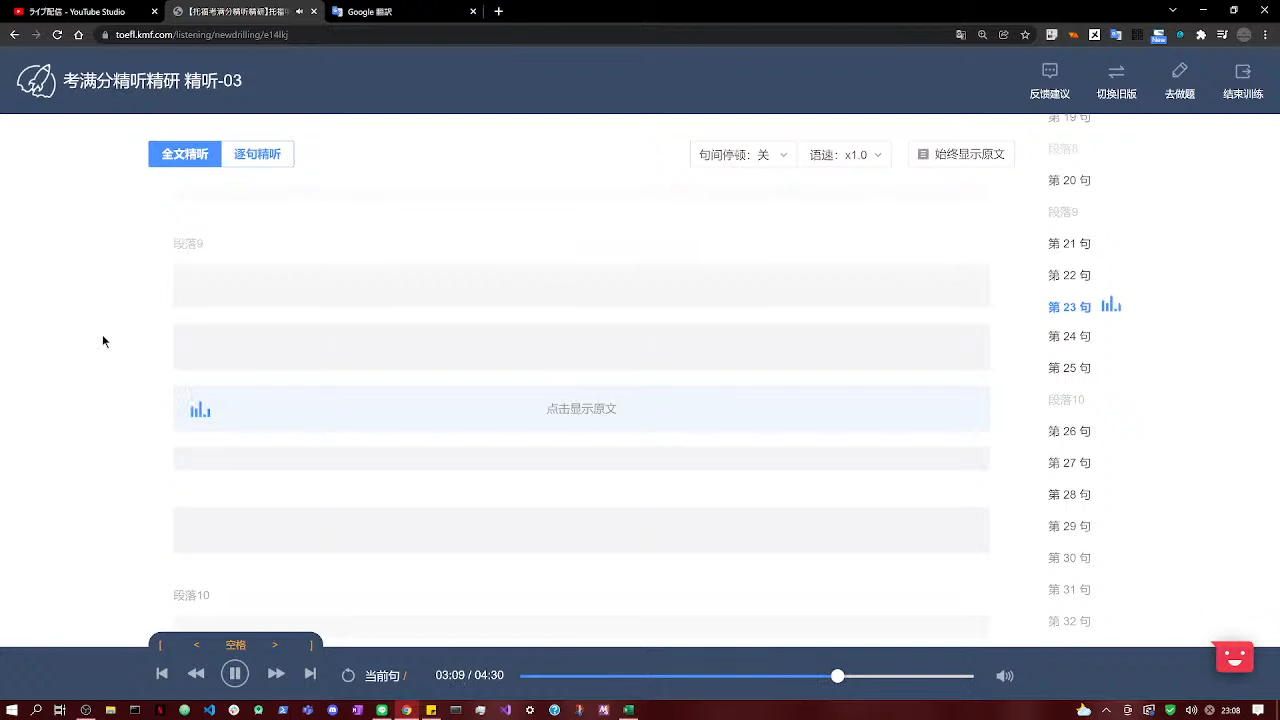 ライブ配信 - YouTube Studio
【托福考满分精听精研】托福
Google 翻訳
toefl.kmf.com/listening/newdrilling/e14lkj
New
考满分精听精研 精听-03
反馈建议
切换旧版
去做题
结束训练
全文精听
逐句精听
句间停顿：关
语速：x1.0
始终显示原文
第 19 句
段落8
第 20 句
段落9
第 21 句
第 22 句
第 23 句
第 24 句
第 25 句
段落10
第 26 句
第 27 句
第 28 句
第 29 句
第 30 句
第 31 句
第 32 句
段落9
点击显示原文
段落10
[ < 空格 > ]
当前句 /
03:09 / 04:30
23:08